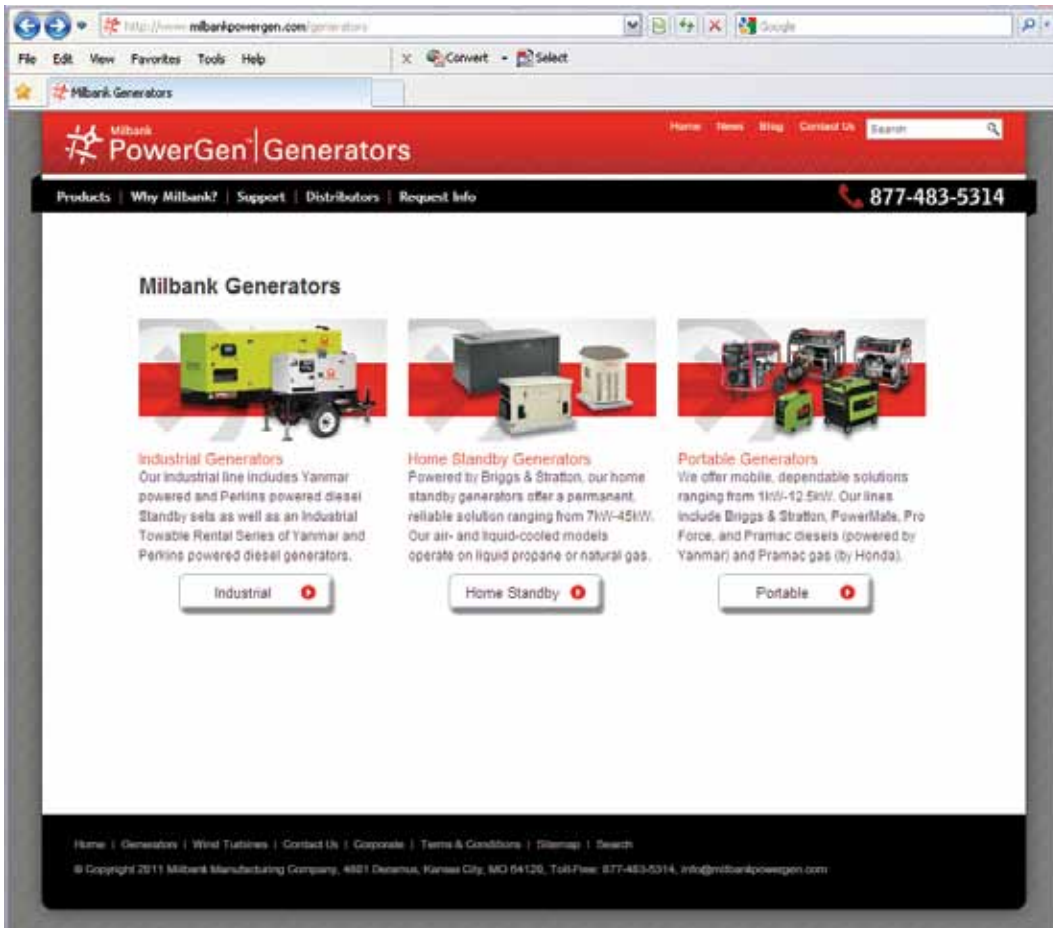 http://www.milbankpowergen.com/generators
Google
File Edit View Favorites Tools Help
x Convert Select
Milbank Generators
Home News Blog Contact Us Search
Milbank
PowerGen™ Generators
Products | Why Milbank? | Support | Distributors | Request Info
877-483-5314
Milbank Generators
Industrial Generators
Our industrial line includes Yanmar
powered and Perkins powered diesel
Standby sets as well as an Industrial
Towable Rental Series of Yanmar and
Perkins powered diesel generators.
Industrial
Home Standby Generators
Powered by Briggs & Stratton, our home
standby generators offer a permanent,
reliable solution ranging from 7kW-45kW.
Our air- and liquid-cooled models
operate on liquid propane or natural gas.
Home Standby
Portable Generators
We offer mobile, dependable solutions
ranging from 1kW-12.5kW. Our lines
include Briggs & Stratton, PowerMate, Pro
Force, and Pramac diesels (powered by
Yanmar) and Pramac gas (by Honda).
Portable
Home | Generators | Wind Turbines | Contact Us | Corporate | Terms & Conditions | Sitemap | Search
© Copyright 2011 Milbank Manufacturing Company, 4801 Deramus, Kansas City, MO 64120, Toll-Free: 877-483-5314, info@milbankpowergen.com